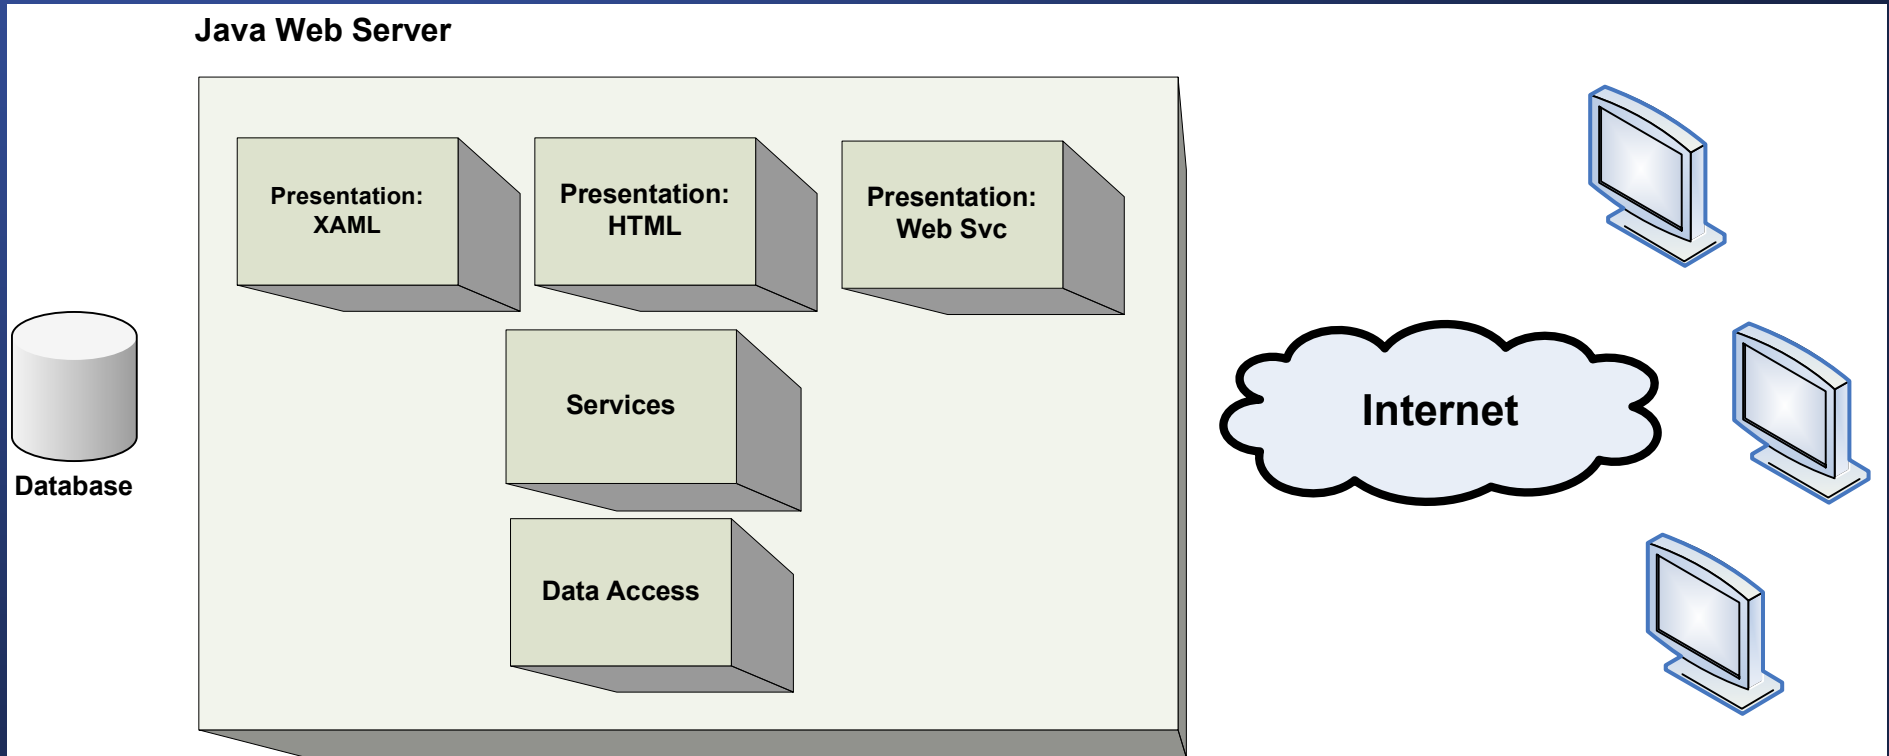 Java Web Server
Presentation:
XAML
Presentation:
HTML
Presentation:
Web Svc
Services
Data Access
Database
Internet